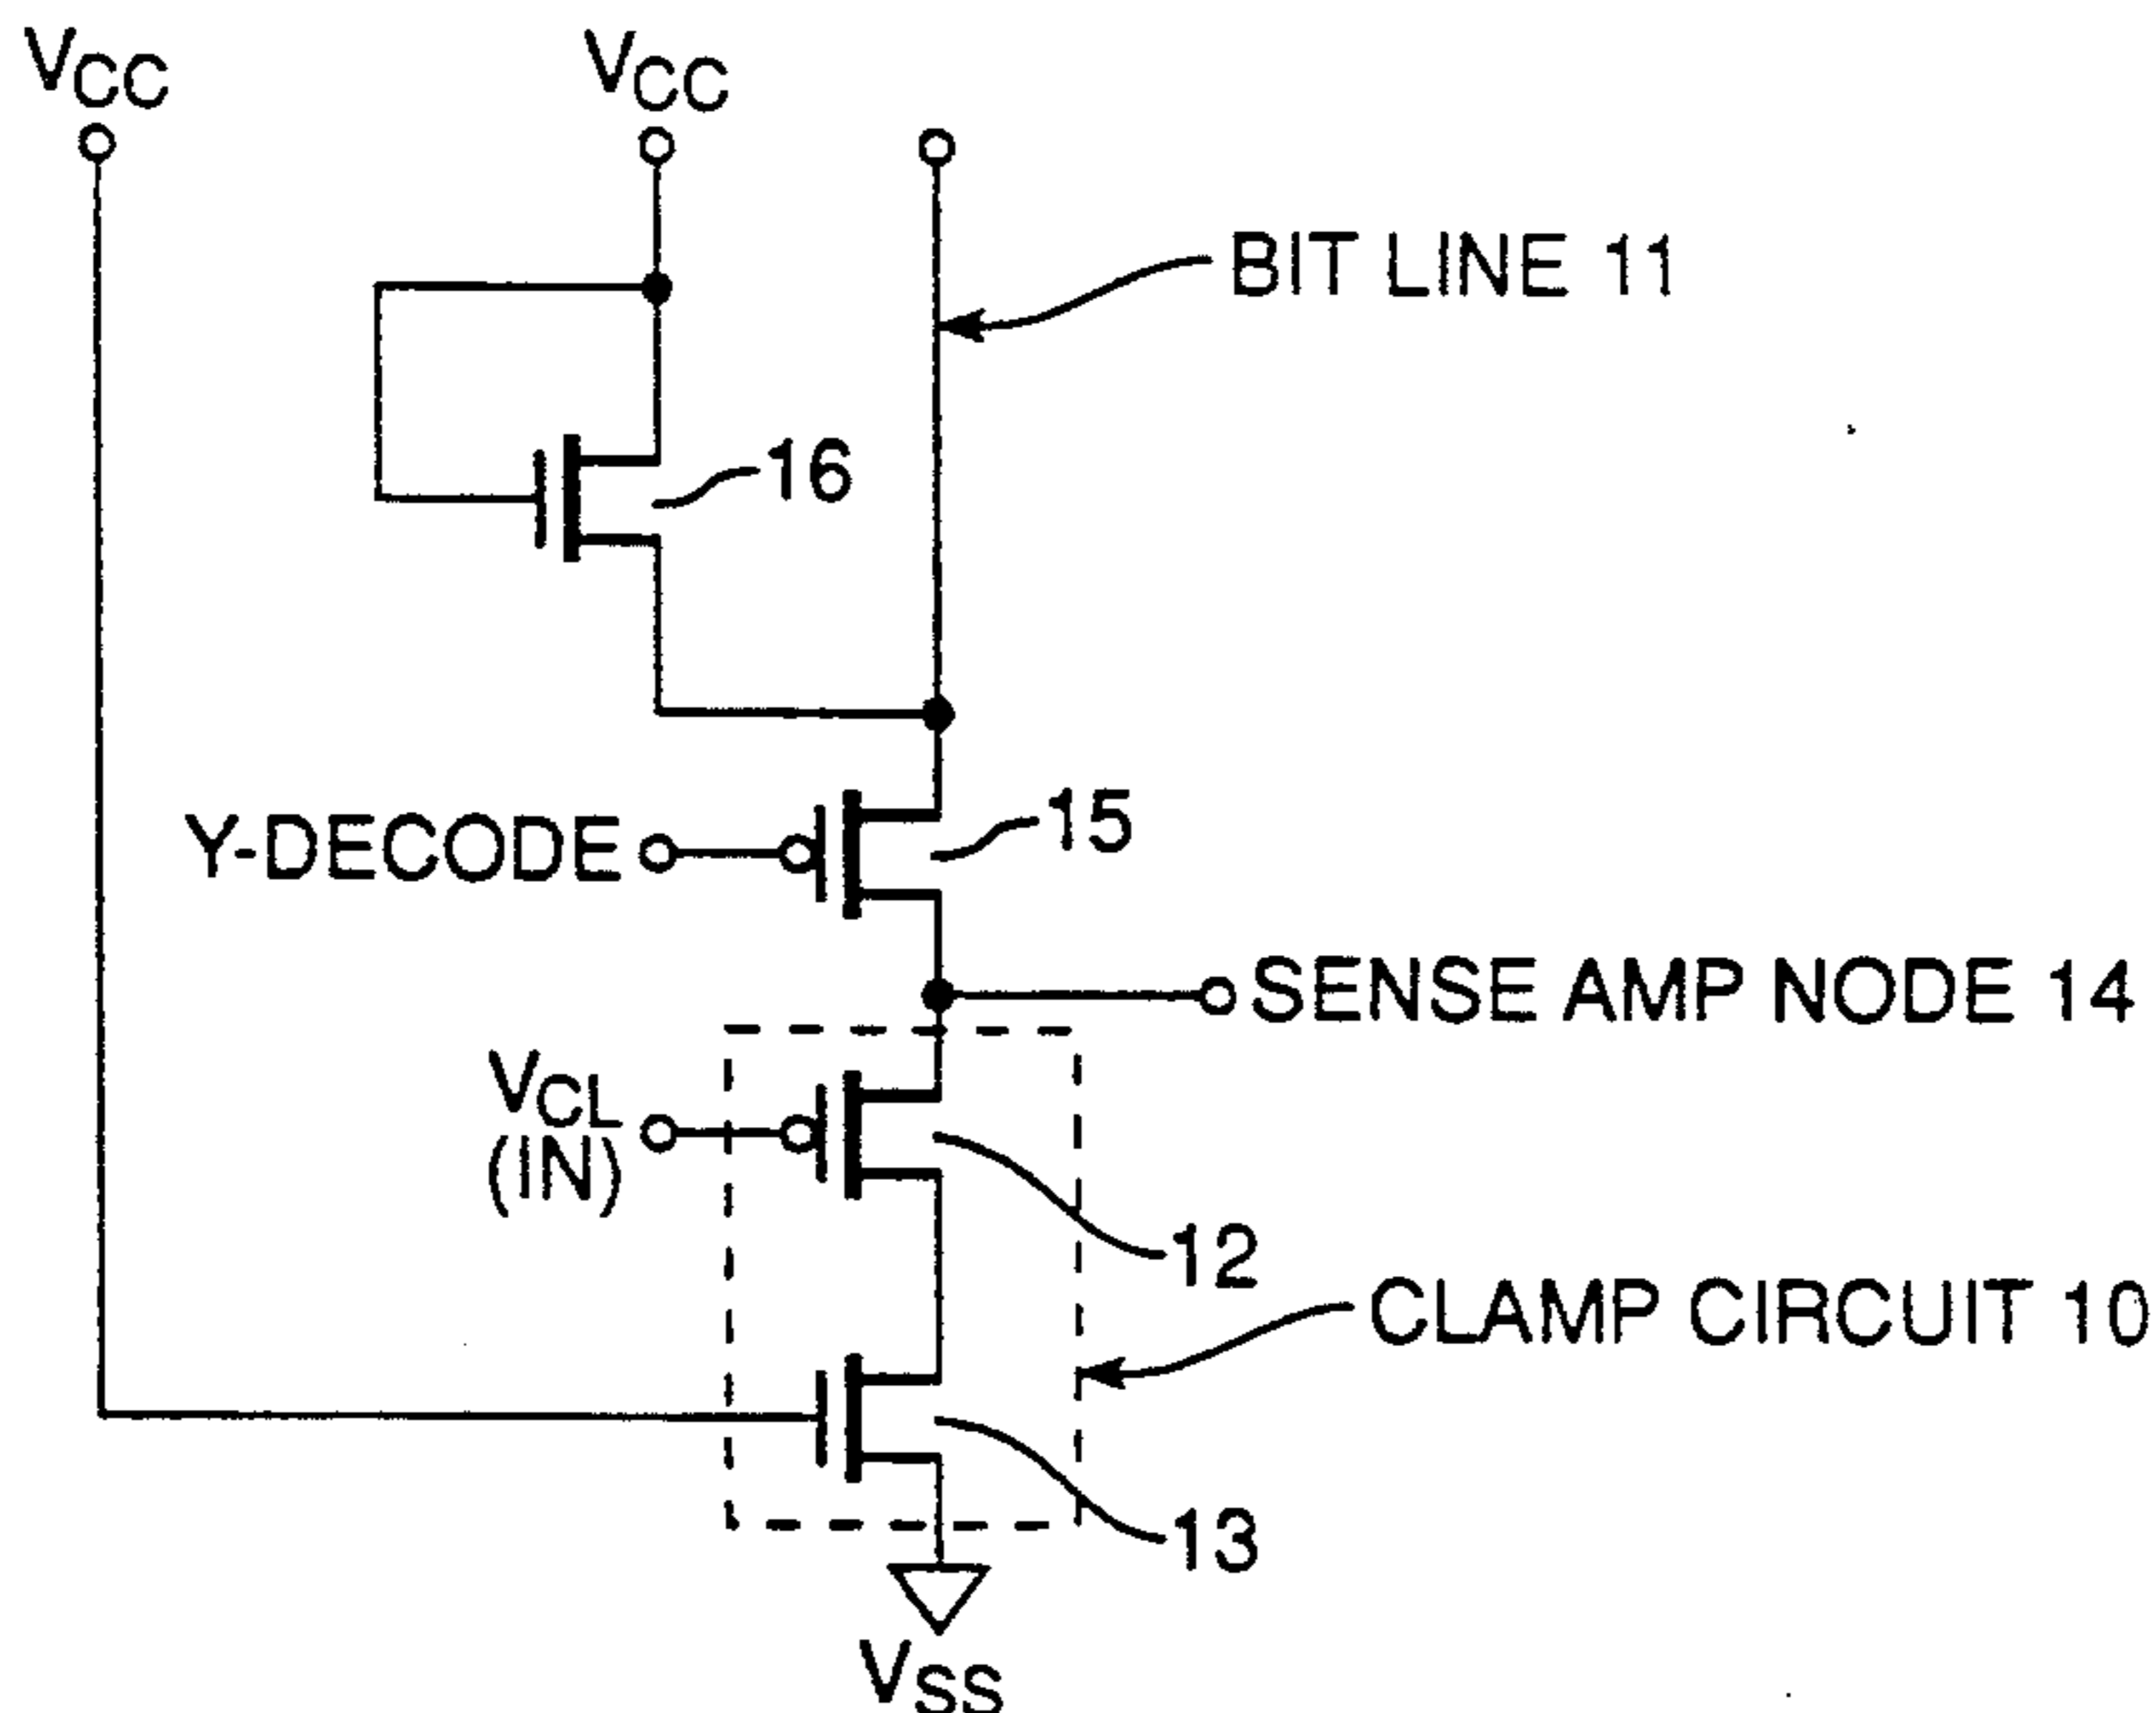 VCC
VCC
BIT LINE 11
16
15
Y-DECODE
SENSE AMP NODE 14
VCL
(IN)
12
CLAMP CIRCUIT 10
13
VSS